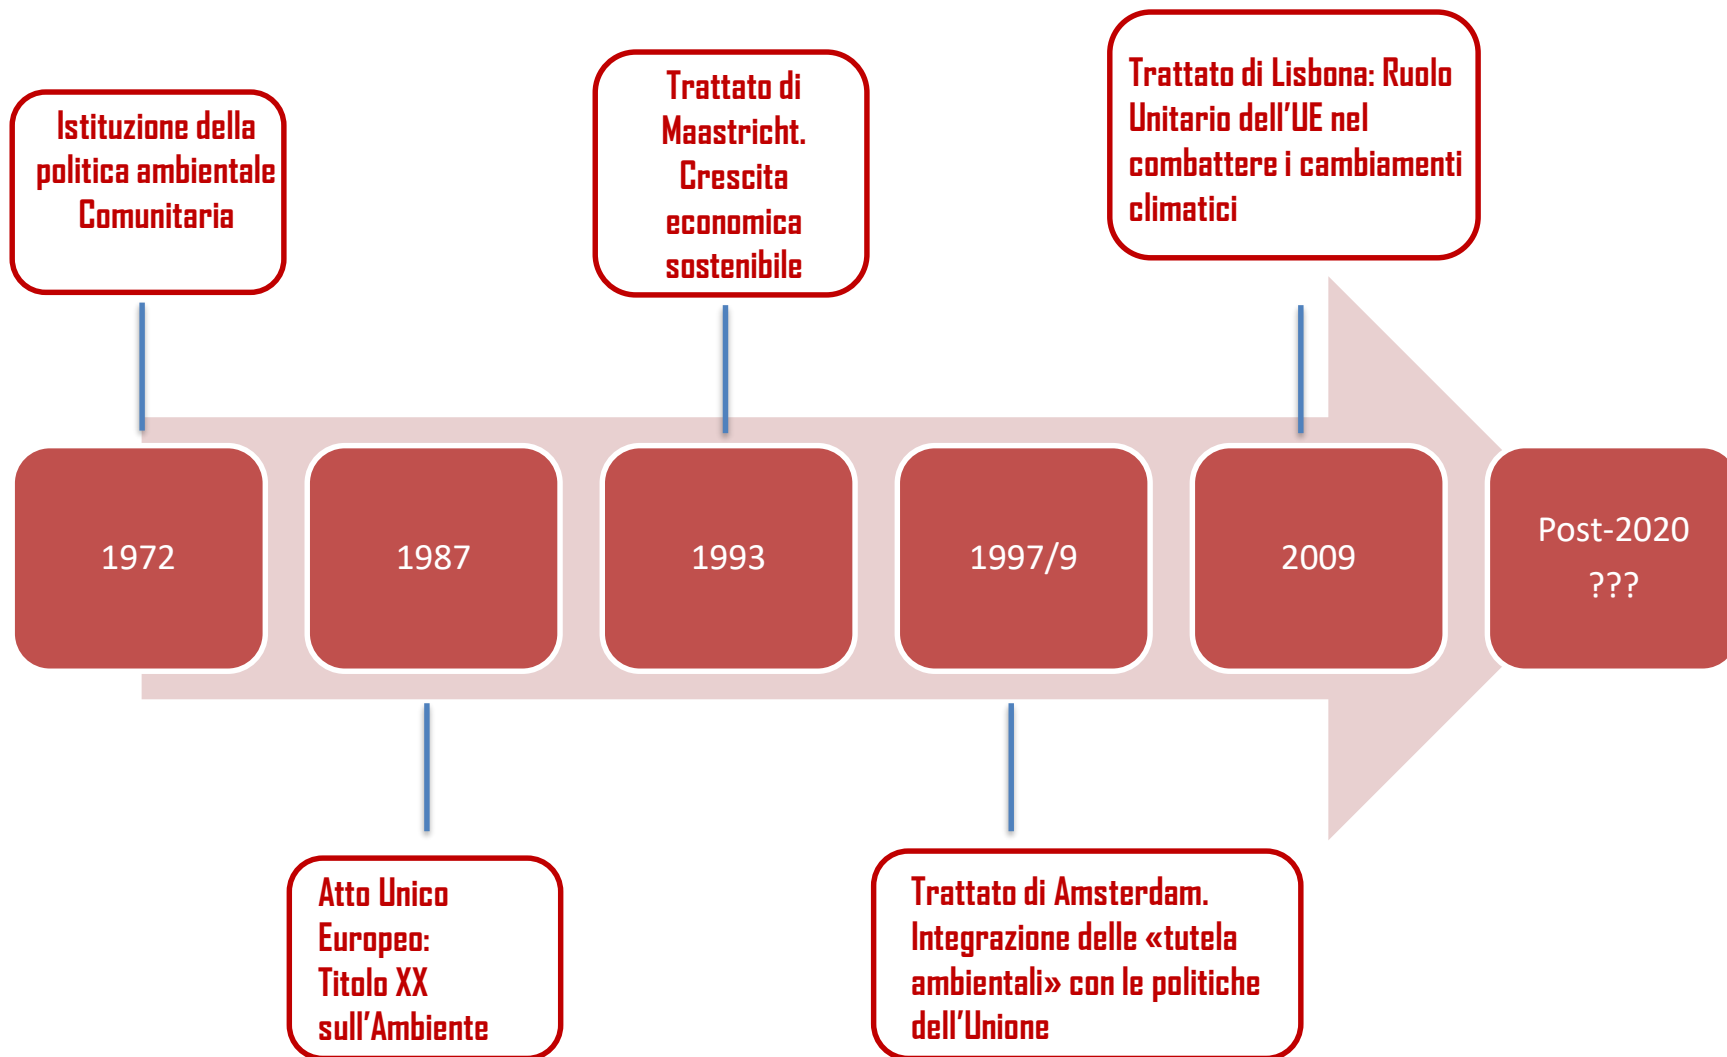 Istituzione della
politica ambientale
Comunitaria
Trattato di
Maastricht.
Crescita
economica
sostenibile
Trattato di Lisbona: Ruolo
Unitario dell'UE nel
combattere i cambiamenti
climatici
1972
1987
1993
1997/9
2009
Post-2020
???
Atto Unico
Europeo:
Titolo XX
sull'Ambiente
Trattato di Amsterdam.
Integrazione delle «tutela
ambientali» con le politiche
dell'Unione